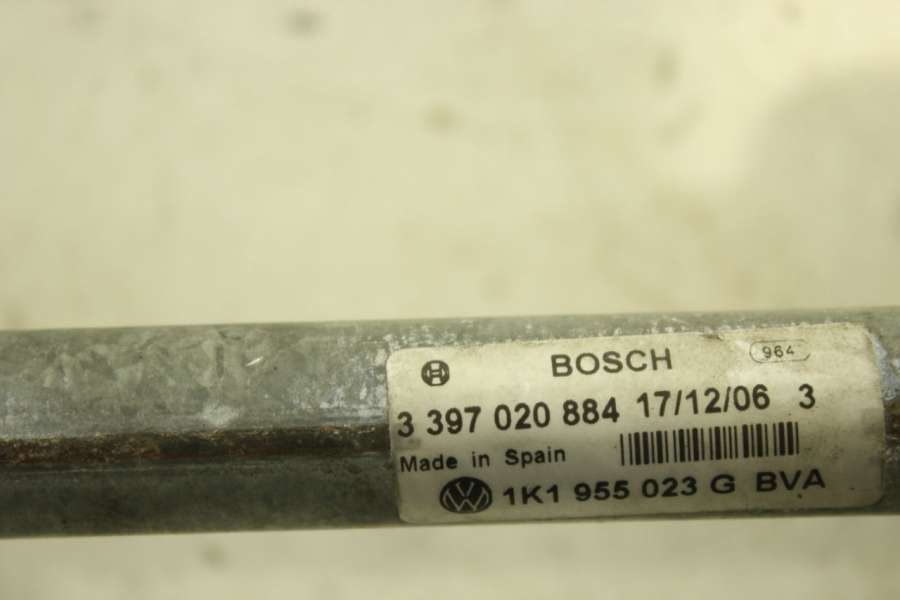 BOSCH 964
3 397 020 884 17/12/06 3
Made in Spain
1K1 955 023 G BVA